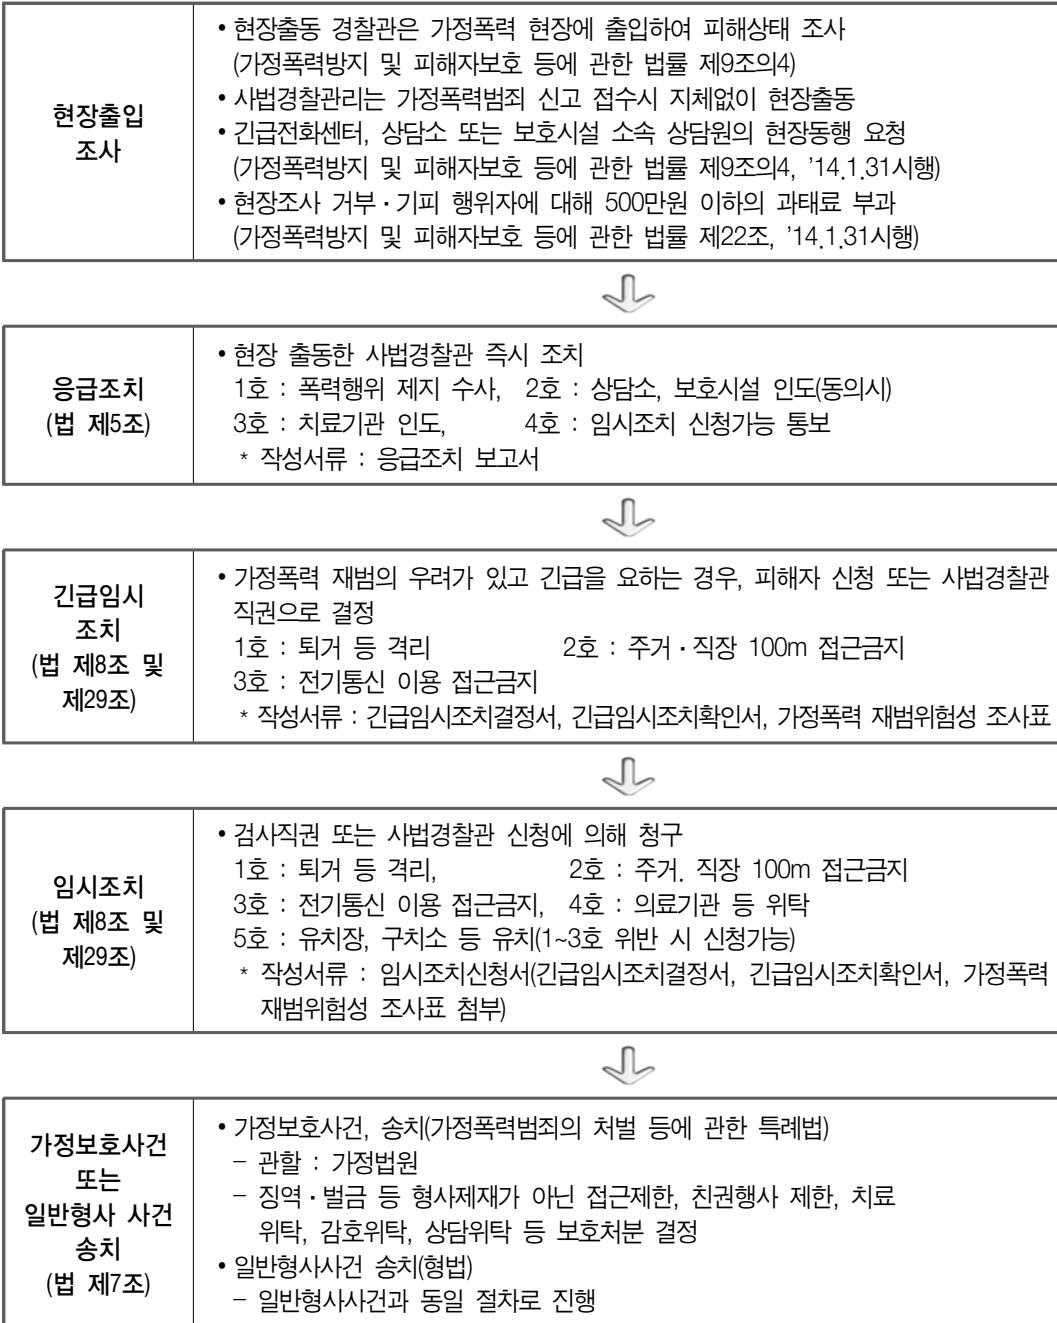 현장출입
조사
• 현장출동 경찰관은 가정폭력 현장에 출입하여 피해상태 조사
(가정폭력방지 및 피해자보호 등에 관한 법률 제9조의4)
• 사법경찰관리는 가정폭력범죄 신고 접수시 지체없이 현장출동
• 긴급전화센터, 상담소 또는 보호시설 소속 상담원의 현장동행 요청
(가정폭력방지 및 피해자보호 등에 관한 법률 제9조의4, ’14.1.31시행)
• 현장조사 거부·기피 행위자에 대해 500만원 이하의 과태료 부과
(가정폭력방지 및 피해자보호 등에 관한 법률 제22조, ’14.1.31시행)
응급조치
(법 제5조)
• 현장 출동한 사법경찰관 즉시 조치
1호 : 폭력행위 제지 수사, 2호 : 상담소, 보호시설 인도(동의시)
3호 : 치료기관 인도, 4호 : 임시조치 신청가능 통보
* 작성서류 : 응급조치 보고서
긴급임시
조치
(법 제8조 및
제29조)
• 가정폭력 재범의 우려가 있고 긴급을 요하는 경우, 피해자 신청 또는 사법경찰관
직권으로 결정
1호 : 퇴거 등 격리 2호 : 주거·직장 100m 접근금지
3호 : 전기통신 이용 접근금지
* 작성서류 : 긴급임시조치결정서, 긴급임시조치확인서, 가정폭력 재범위험성 조사표
임시조치
(법 제8조 및
제29조)
• 검사직권 또는 사법경찰관 신청에 의해 청구
1호 : 퇴거 등 격리, 2호 : 주거. 직장 100m 접근금지
3호 : 전기통신 이용 접근금지, 4호 : 의료기관 등 위탁
5호 : 유치장, 구치소 등 유치(1~3호 위반 시 신청가능)
* 작성서류 : 임시조치신청서(긴급임시조치결정서, 긴급임시조치확인서, 가정폭력
재범위험성 조사표 첨부)
가정보호사건
또는
일반형사 사건
송치
(법 제7조)
• 가정보호사건, 송치(가정폭력범죄의 처벌 등에 관한 특례법)
- 관할 : 가정법원
- 징역·벌금 등 형사제재가 아닌 접근제한, 친권행사 제한, 치료
위탁, 감호위탁, 상담위탁 등 보호처분 결정
• 일반형사사건 송치(형법)
- 일반형사사건과 동일 절차로 진행